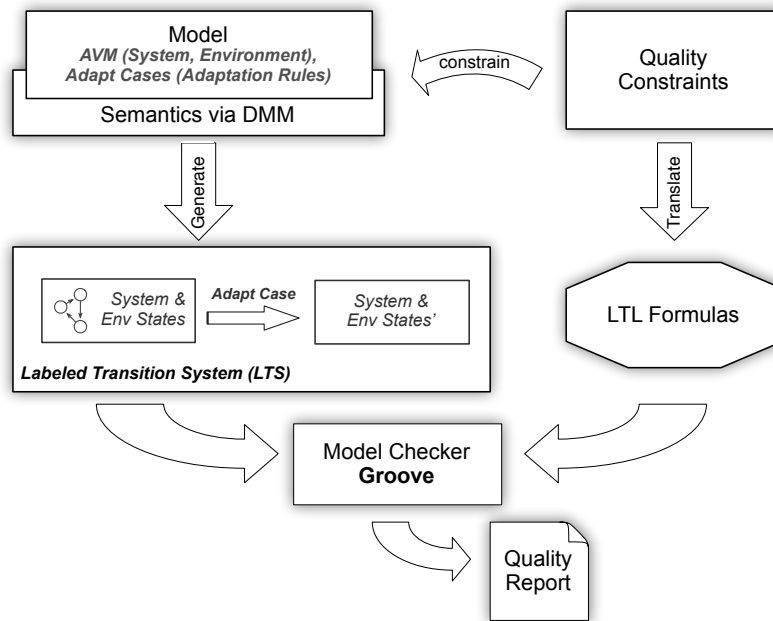 Model
AVM (System, Environment),
Adapt Cases (Adaptation Rules)
Semantics via DMM
constrain
Quality
Constraints
Generate
Translate
System &
Env States
Adapt Case
System &
Env States’
Labeled Transition System (LTS)
LTL Formulas
Model Checker
Groove
Quality
Report